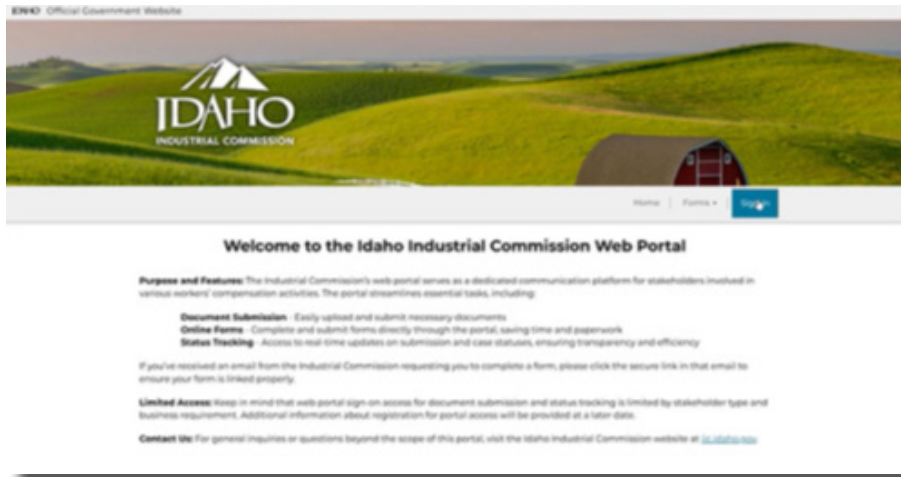 IDAHO Official Government Website
IDAHO
INDUSTRIAL COMMISSION
Home Forms Sign In
Welcome to the Idaho Industrial Commission Web Portal
Purpose and Features: The Industrial Commission's web portal serves as a dedicated communication platform for stakeholders involved in
various workers' compensation activities. The portal streamlines essential tasks, including:
Document Submission - Easily upload and submit necessary documents
Online Forms - Complete and submit forms directly through the portal, saving time and paperwork
Status Tracking - Access to real-time updates on submission and case statuses, ensuring transparency and efficiency
If you've received an email from the Industrial Commission requesting you to complete a form, please click the secure link in that email to
ensure your form is linked properly.
Limited Access: Keep in mind that web portal sign-on access for document submission and status tracking is limited by stakeholder type and
business requirement. Additional information about registration for portal access will be provided at a later date.
Contact Us: For general inquiries or questions beyond the scope of this portal, visit the Idaho Industrial Commission website at iic.idaho.gov